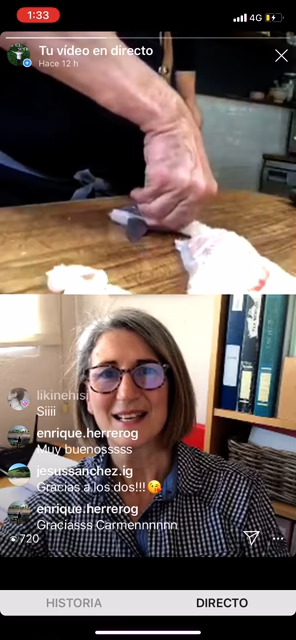 1:33
4G
Tu vídeo en directo
Hace 12 h
likinehisi
Siiii
enrique.herrerog
Muy buenosssss
jesussanchez.ig
Gracias a los dos!!! 😘
enrique.herrerog
Graciasss Carmennnnnn
720
HISTORIA
DIRECTO